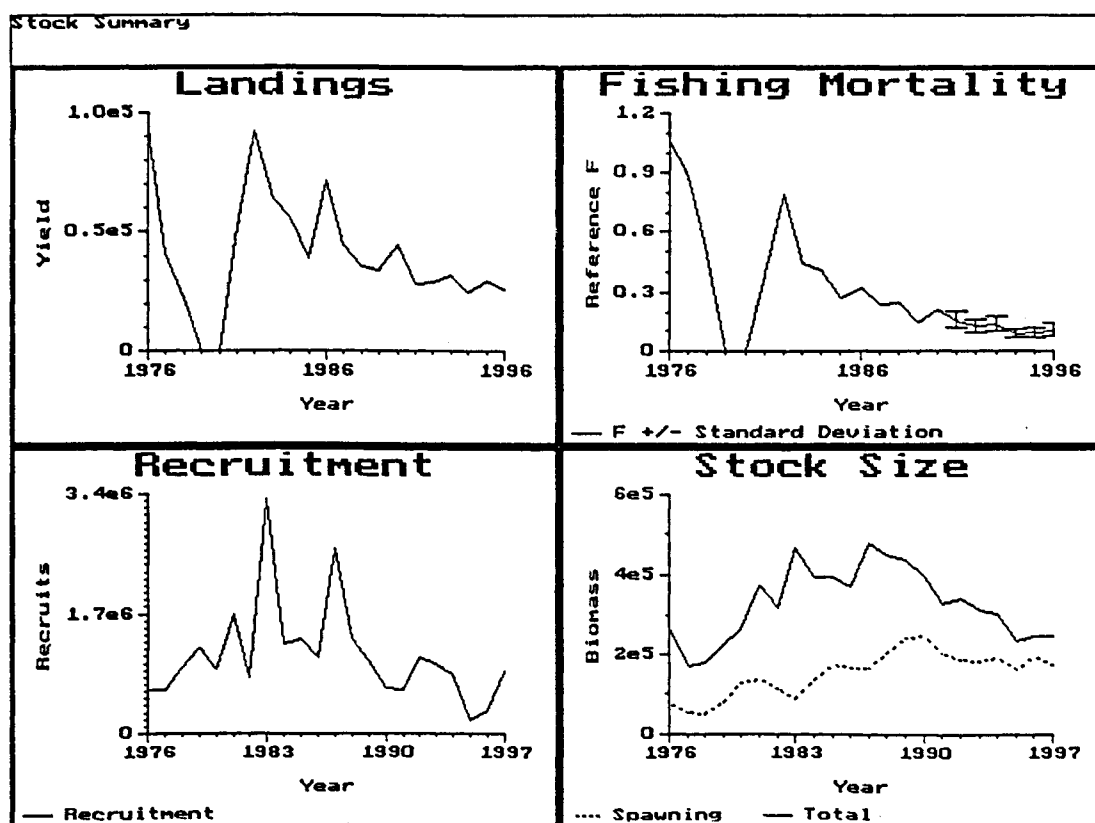 Stock Summary
Landings
1.0e5
0.5e5
0
Yield
1976 1986 1996
Year
Fishing Mortality
1.2
0.9
0.6
0.3
0
Reference F
1976 1986 1996
Year
F +/- Standard Deviation
Recruitment
3.4e6
1.7e6
0
Recruits
1976 1983 1990 1997
Year
Recruitment
Stock Size
6e5
4e5
2e5
0
Biomass
1976 1983 1990 1997
Year
Spawning Total